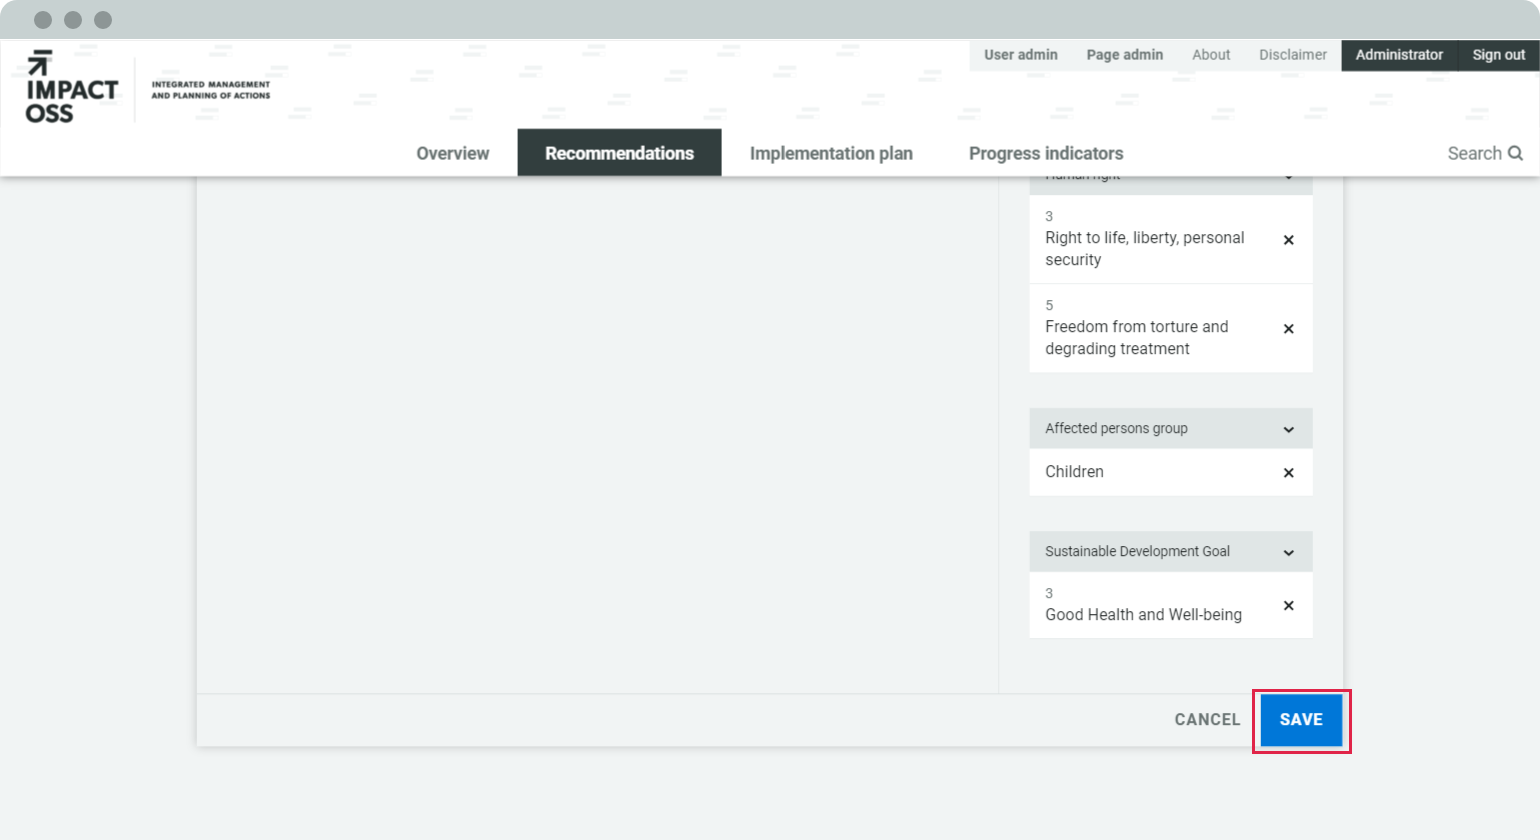 IMPACT
OSS
INTEGRATED MANAGEMENT
AND PLANNING OF ACTIONS
User admin Page admin About Disclaimer Administrator Sign out
Overview Recommendations Implementation plan Progress indicators Search
Human right
3
Right to life, liberty, personal
security
5
Freedom from torture and
degrading treatment
Affected persons group
Children
Sustainable Development Goal
3
Good Health and Well-being
CANCEL SAVE